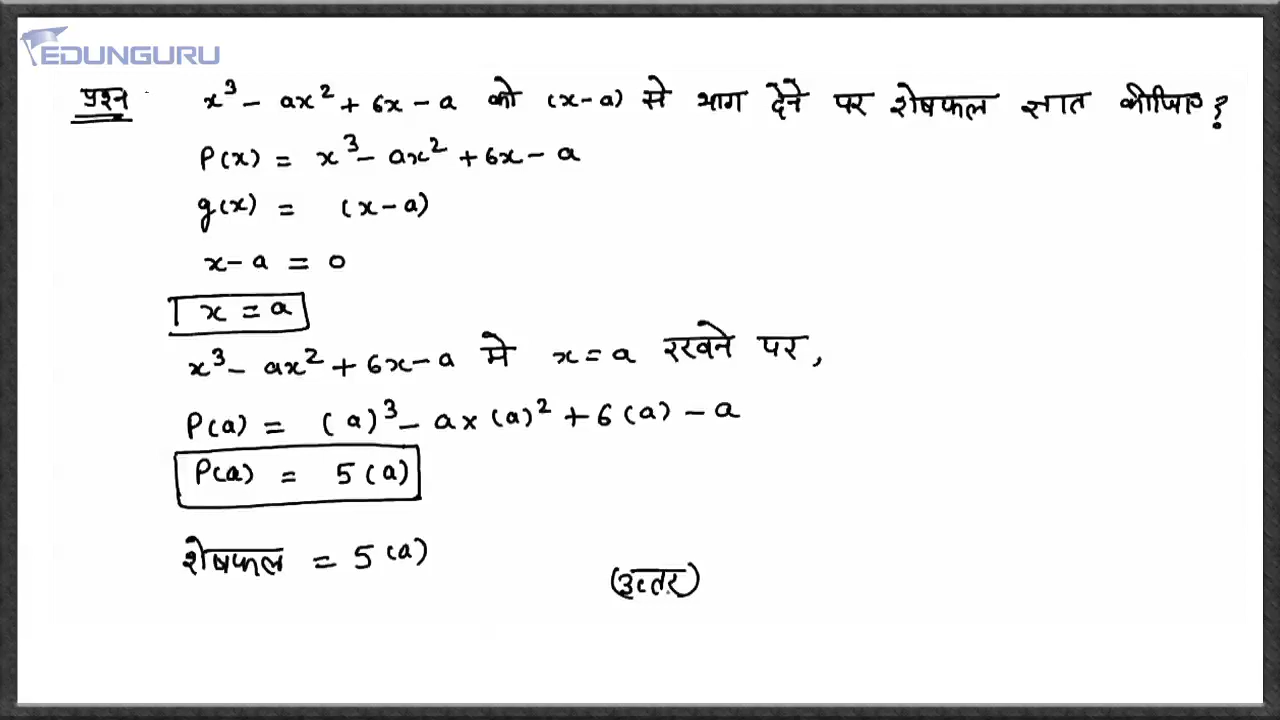 EDUNGURU
प्रश्न x³ - ax² + 6x - a को (x-a) से भाग देने पर शेषफल ज्ञात कीजिए?
P(x) = x³ - ax² + 6x - a
g(x) = (x-a)
x - a = 0
x = a
x³ - ax² + 6x - a मे x = a रखने पर,
P(a) = (a)³ - a × (a)² + 6(a) - a
P(a) = 5(a)
शेषफल = 5(a)
(उत्तर)